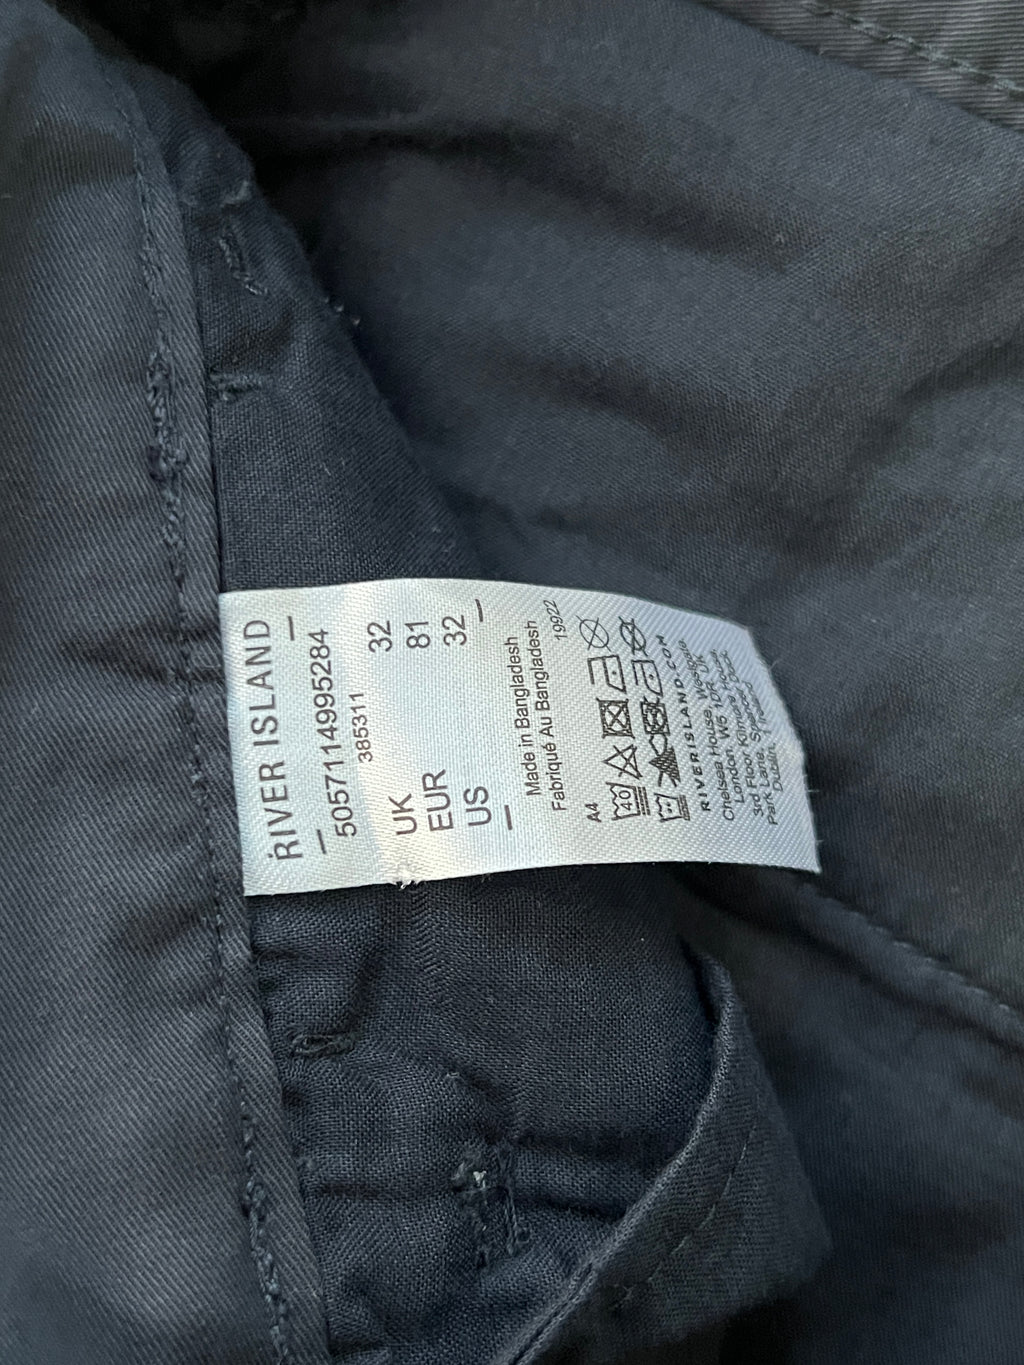 RIVER ISLAND
5057114995284
385311
UK 32
EUR 81
US 32
Made in Bangladesh
Fabriqué Au Bangladesh
19922
A4
40
RIVERISLAND.COM
Chelsea House, Westgate
London, W5 1DR, UK
3rd Floor Kilmore House
Park Lane, Spencer Dock
Dublin, Ireland